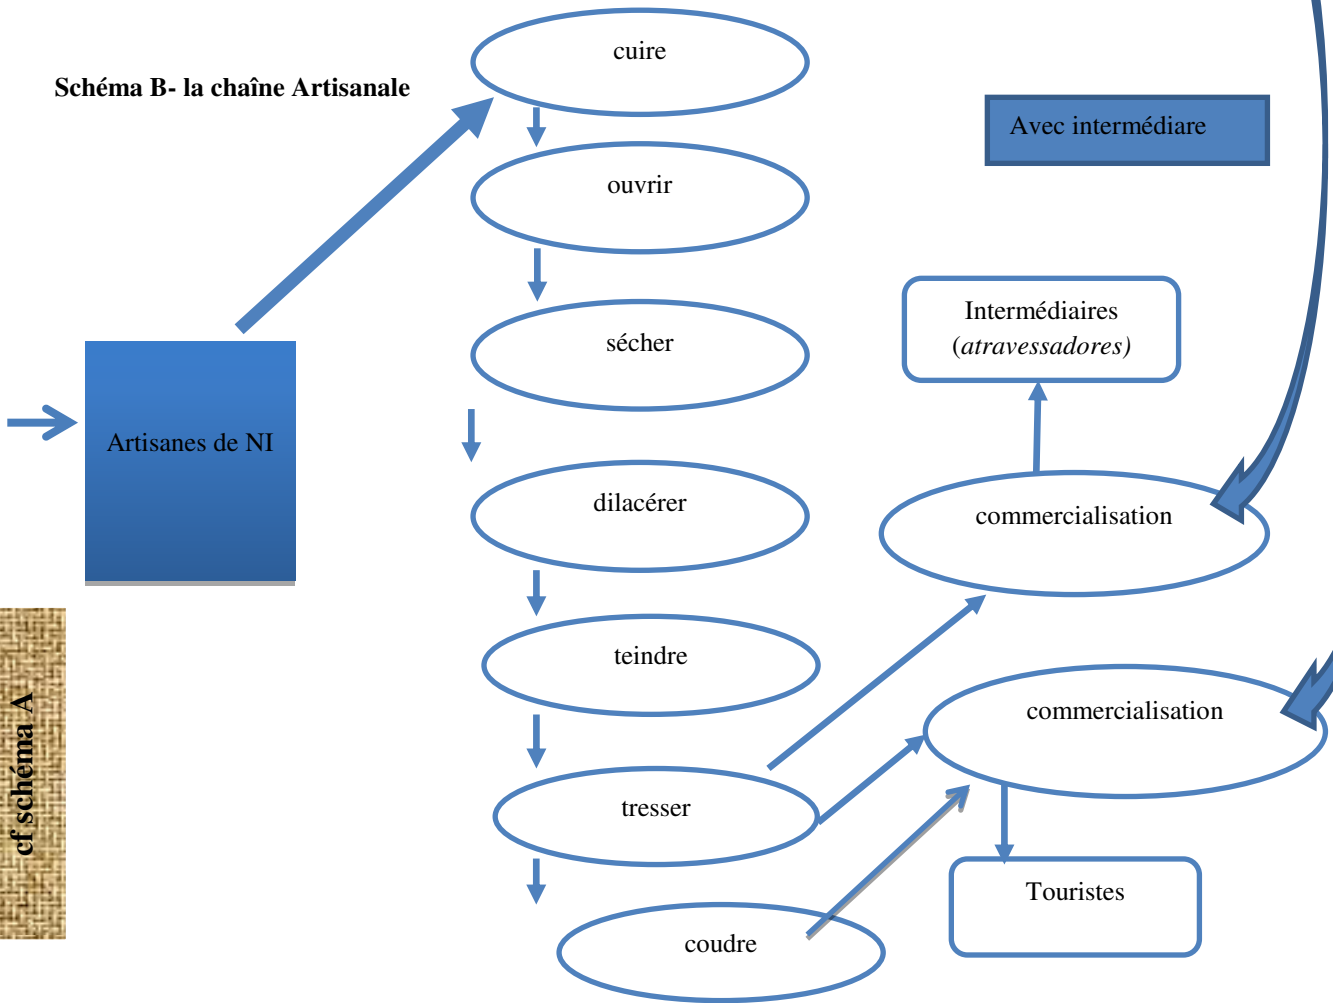 Schéma B- la chaîne Artisanale
cuire
Avec intermédiare
ouvrir
Intermédiaires
(atravessadores)
sécher
Artisanes de NI
dilacérer
commercialisation
teindre
commercialisation
cf schéma A
tresser
Touristes
coudre